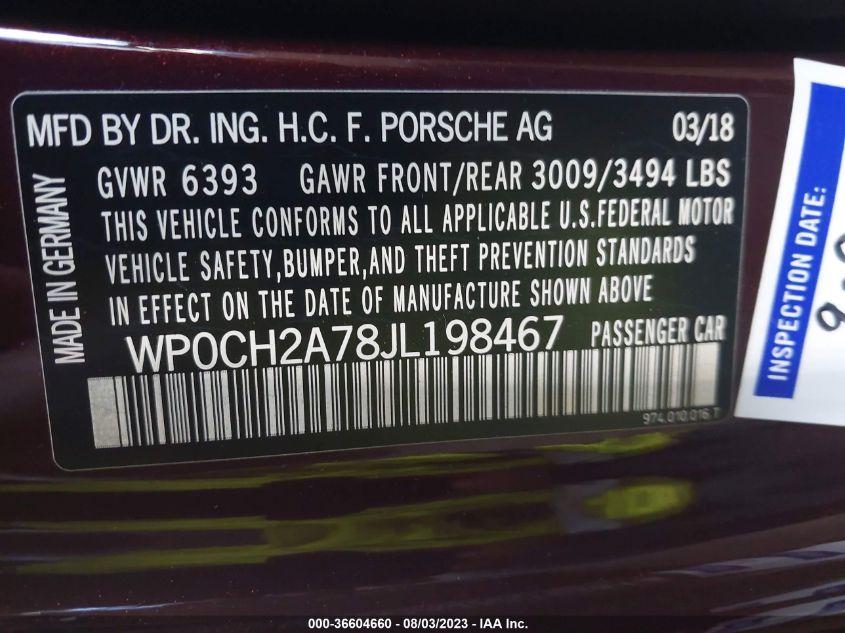 MFD BY DR. ING. H.C. F. PORSCHE AG 03/18
GVWR 6393 GAWR FRONT/REAR 3009/3494 LBS
THIS VEHICLE CONFORMS TO ALL APPLICABLE U.S.FEDERAL MOTOR
VEHICLE SAFETY,BUMPER,AND THEFT PREVENTION STANDARDS
IN EFFECT ON THE DATE OF MANUFACTURE SHOWN ABOVE
MADE IN GERMANY
WP0CH2A78JL198467 PASSENGER CAR
974.010.016 T
INSPECTION DATE:
000-36604660 - 08/03/2023 - IAA Inc.